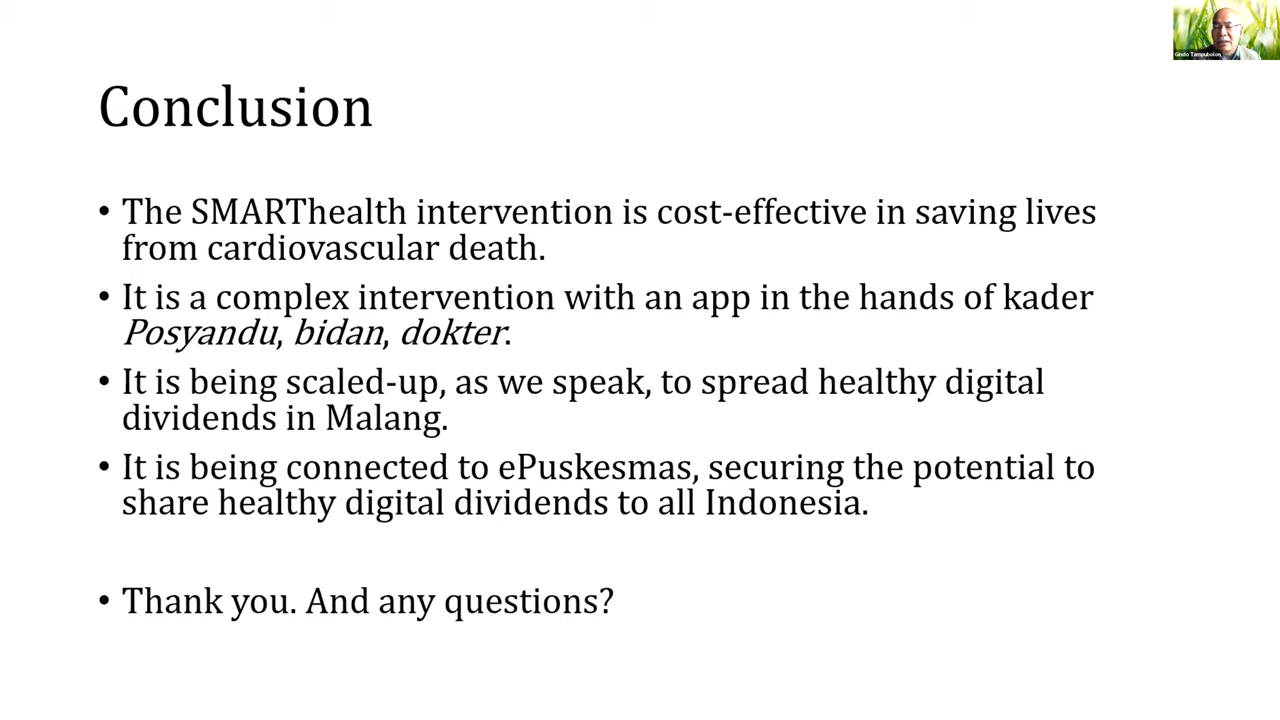 Gindo Tampubolon
Conclusion
• The SMARThealth intervention is cost-effective in saving lives
from cardiovascular death.
• It is a complex intervention with an app in the hands of kader
Posyandu, bidan, dokter.
• It is being scaled-up, as we speak, to spread healthy digital
dividends in Malang.
• It is being connected to ePuskesmas, securing the potential to
share healthy digital dividends to all Indonesia.
• Thank you. And any questions?